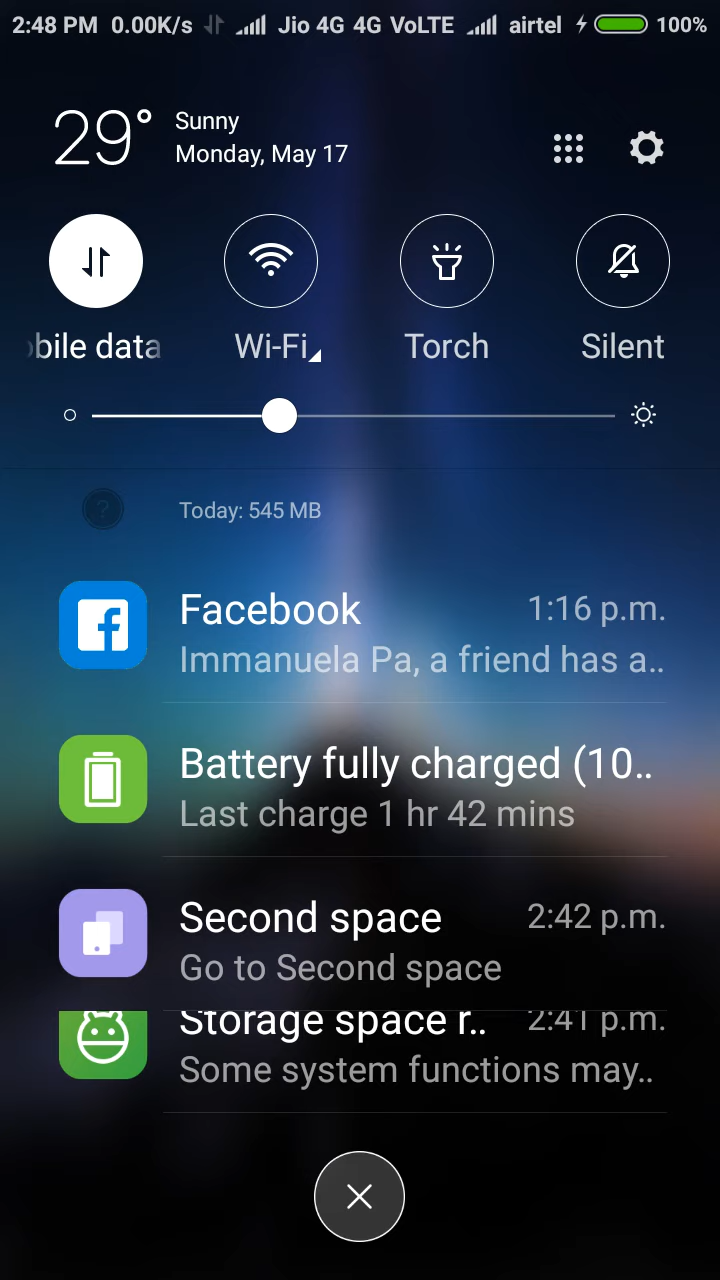 2:48 PM 0.00K/s Jio 4G 4G VoLTE airtel 100%
29° Sunny
Monday, May 17
bile data Wi-Fi Torch Silent
? Today: 545 MB
Facebook 1:16 p.m.
Immanuela Pa, a friend has a..
Battery fully charged (10..
Last charge 1 hr 42 mins
Second space 2:42 p.m.
Go to Second space
Storage space r.. 2:41 p.m.
Some system functions may..